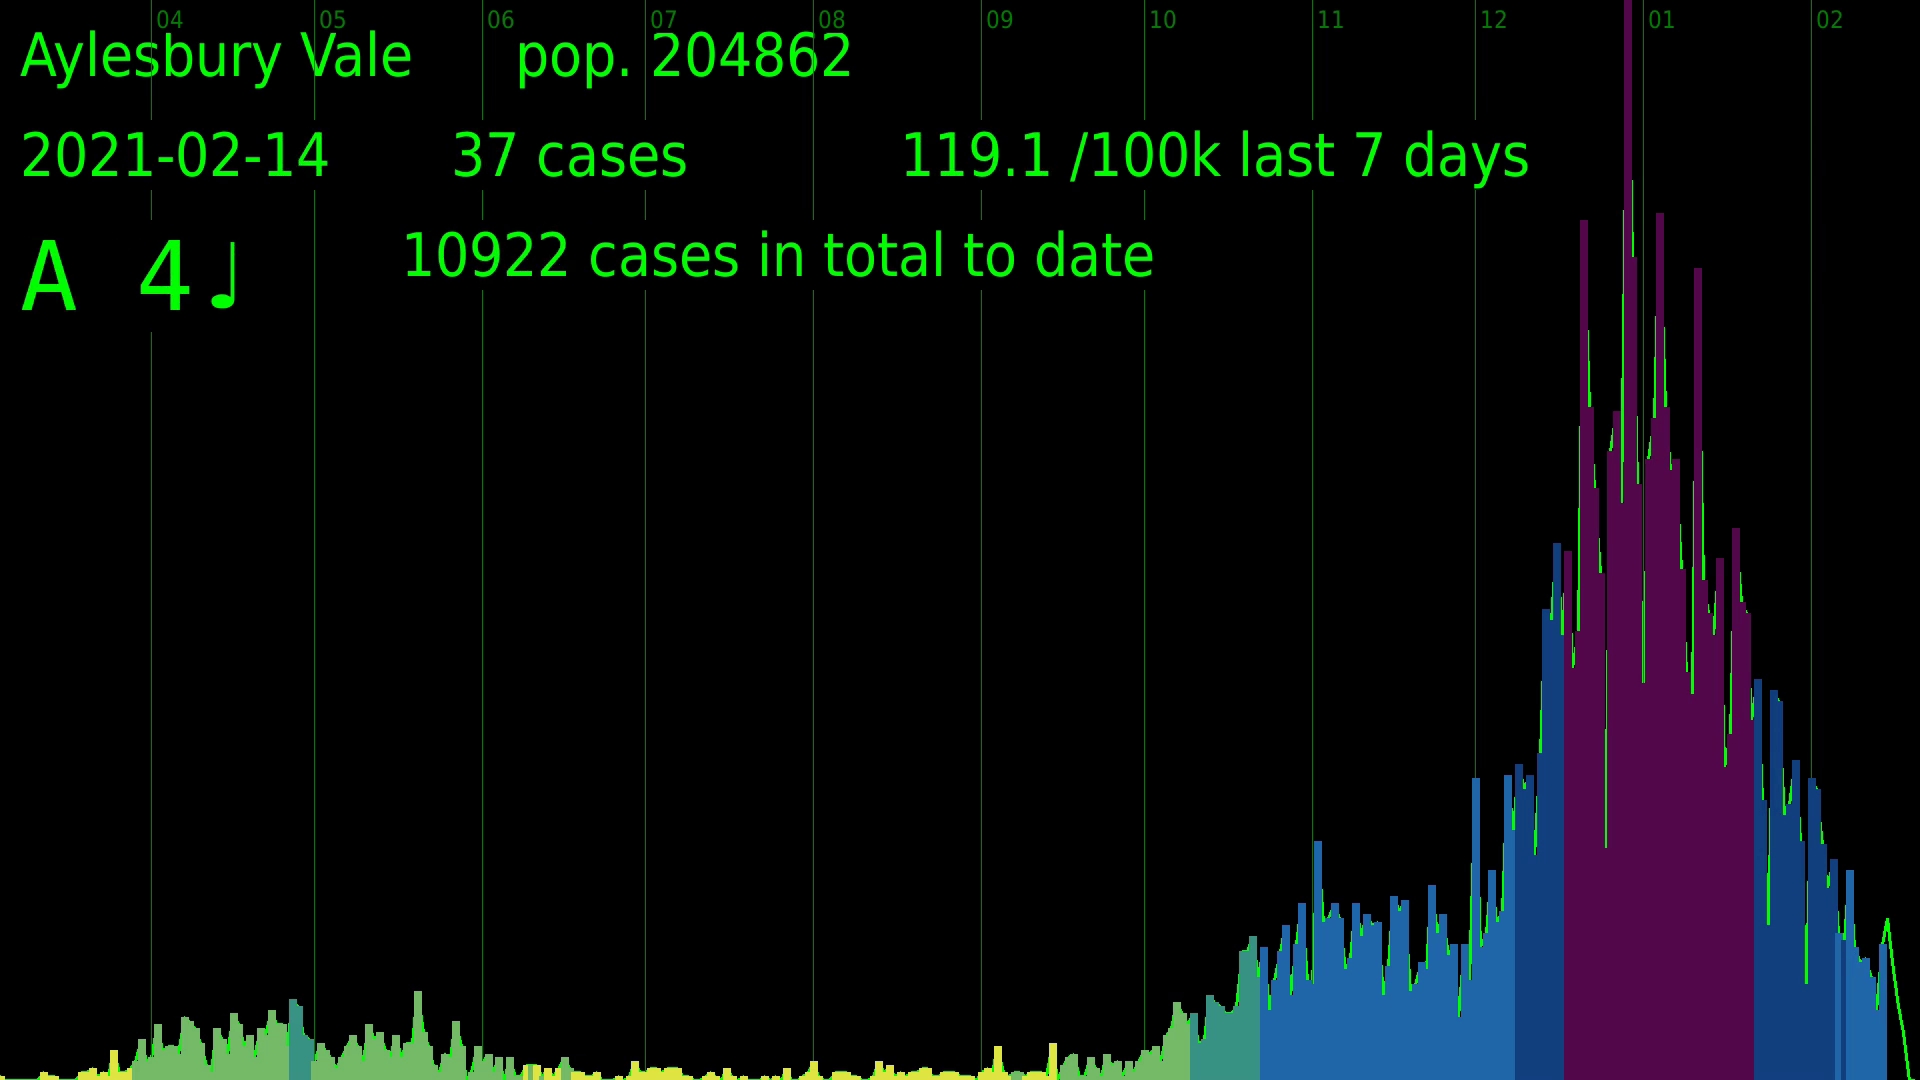 04 05 06 07 08 09 10 11 12 01 02
Aylesbury Vale pop. 204862
2021-02-14 37 cases 119.1 /100k last 7 days
A 4♩ 10922 cases in total to date